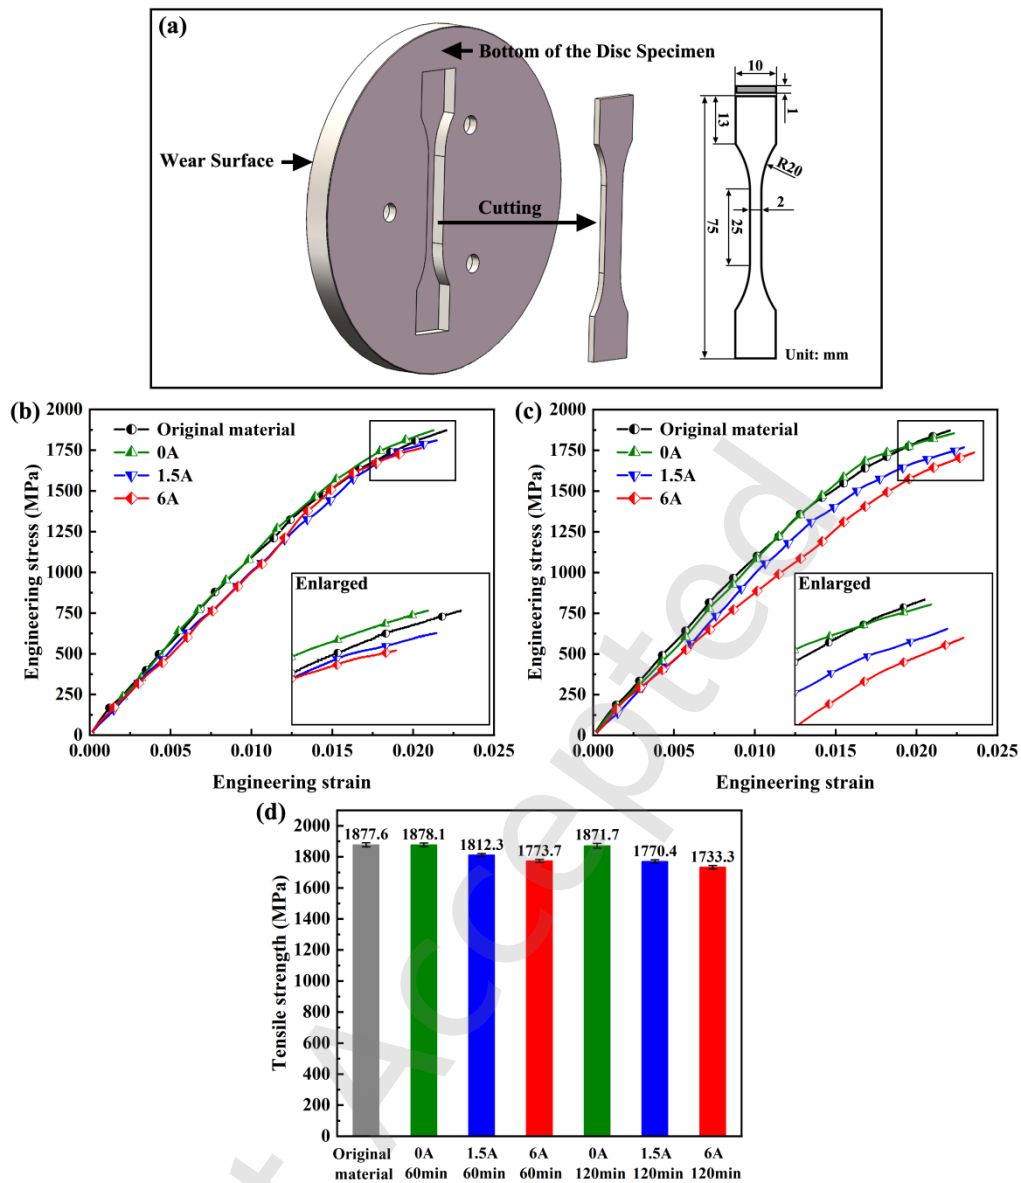 (a)
Bottom of the Disc Specimen
Wear Surface
Cutting
10
1
13
R20
2
25
75
Unit: mm
(b)
2000
1750
1500
1250
1000
750
500
250
0
Engineering stress (MPa)
Original material
0A
1.5A
6A
Enlarged
0.000
0.005
0.010
0.015
0.020
0.025
Engineering strain
(c)
2000
1750
1500
1250
1000
750
500
250
0
Engineering stress (MPa)
Original material
0A
1.5A
6A
Enlarged
0.000
0.005
0.010
0.015
0.020
0.025
Engineering strain
(d)
2000
1800
1600
1400
1200
1000
800
600
400
200
0
Tensile strength (MPa)
1877.6
1878.1
1812.3
1773.7
1871.7
1770.4
1733.3
Original
material
0A
60min
1.5A
60min
6A
60min
0A
120min
1.5A
120min
6A
120min
Accepted